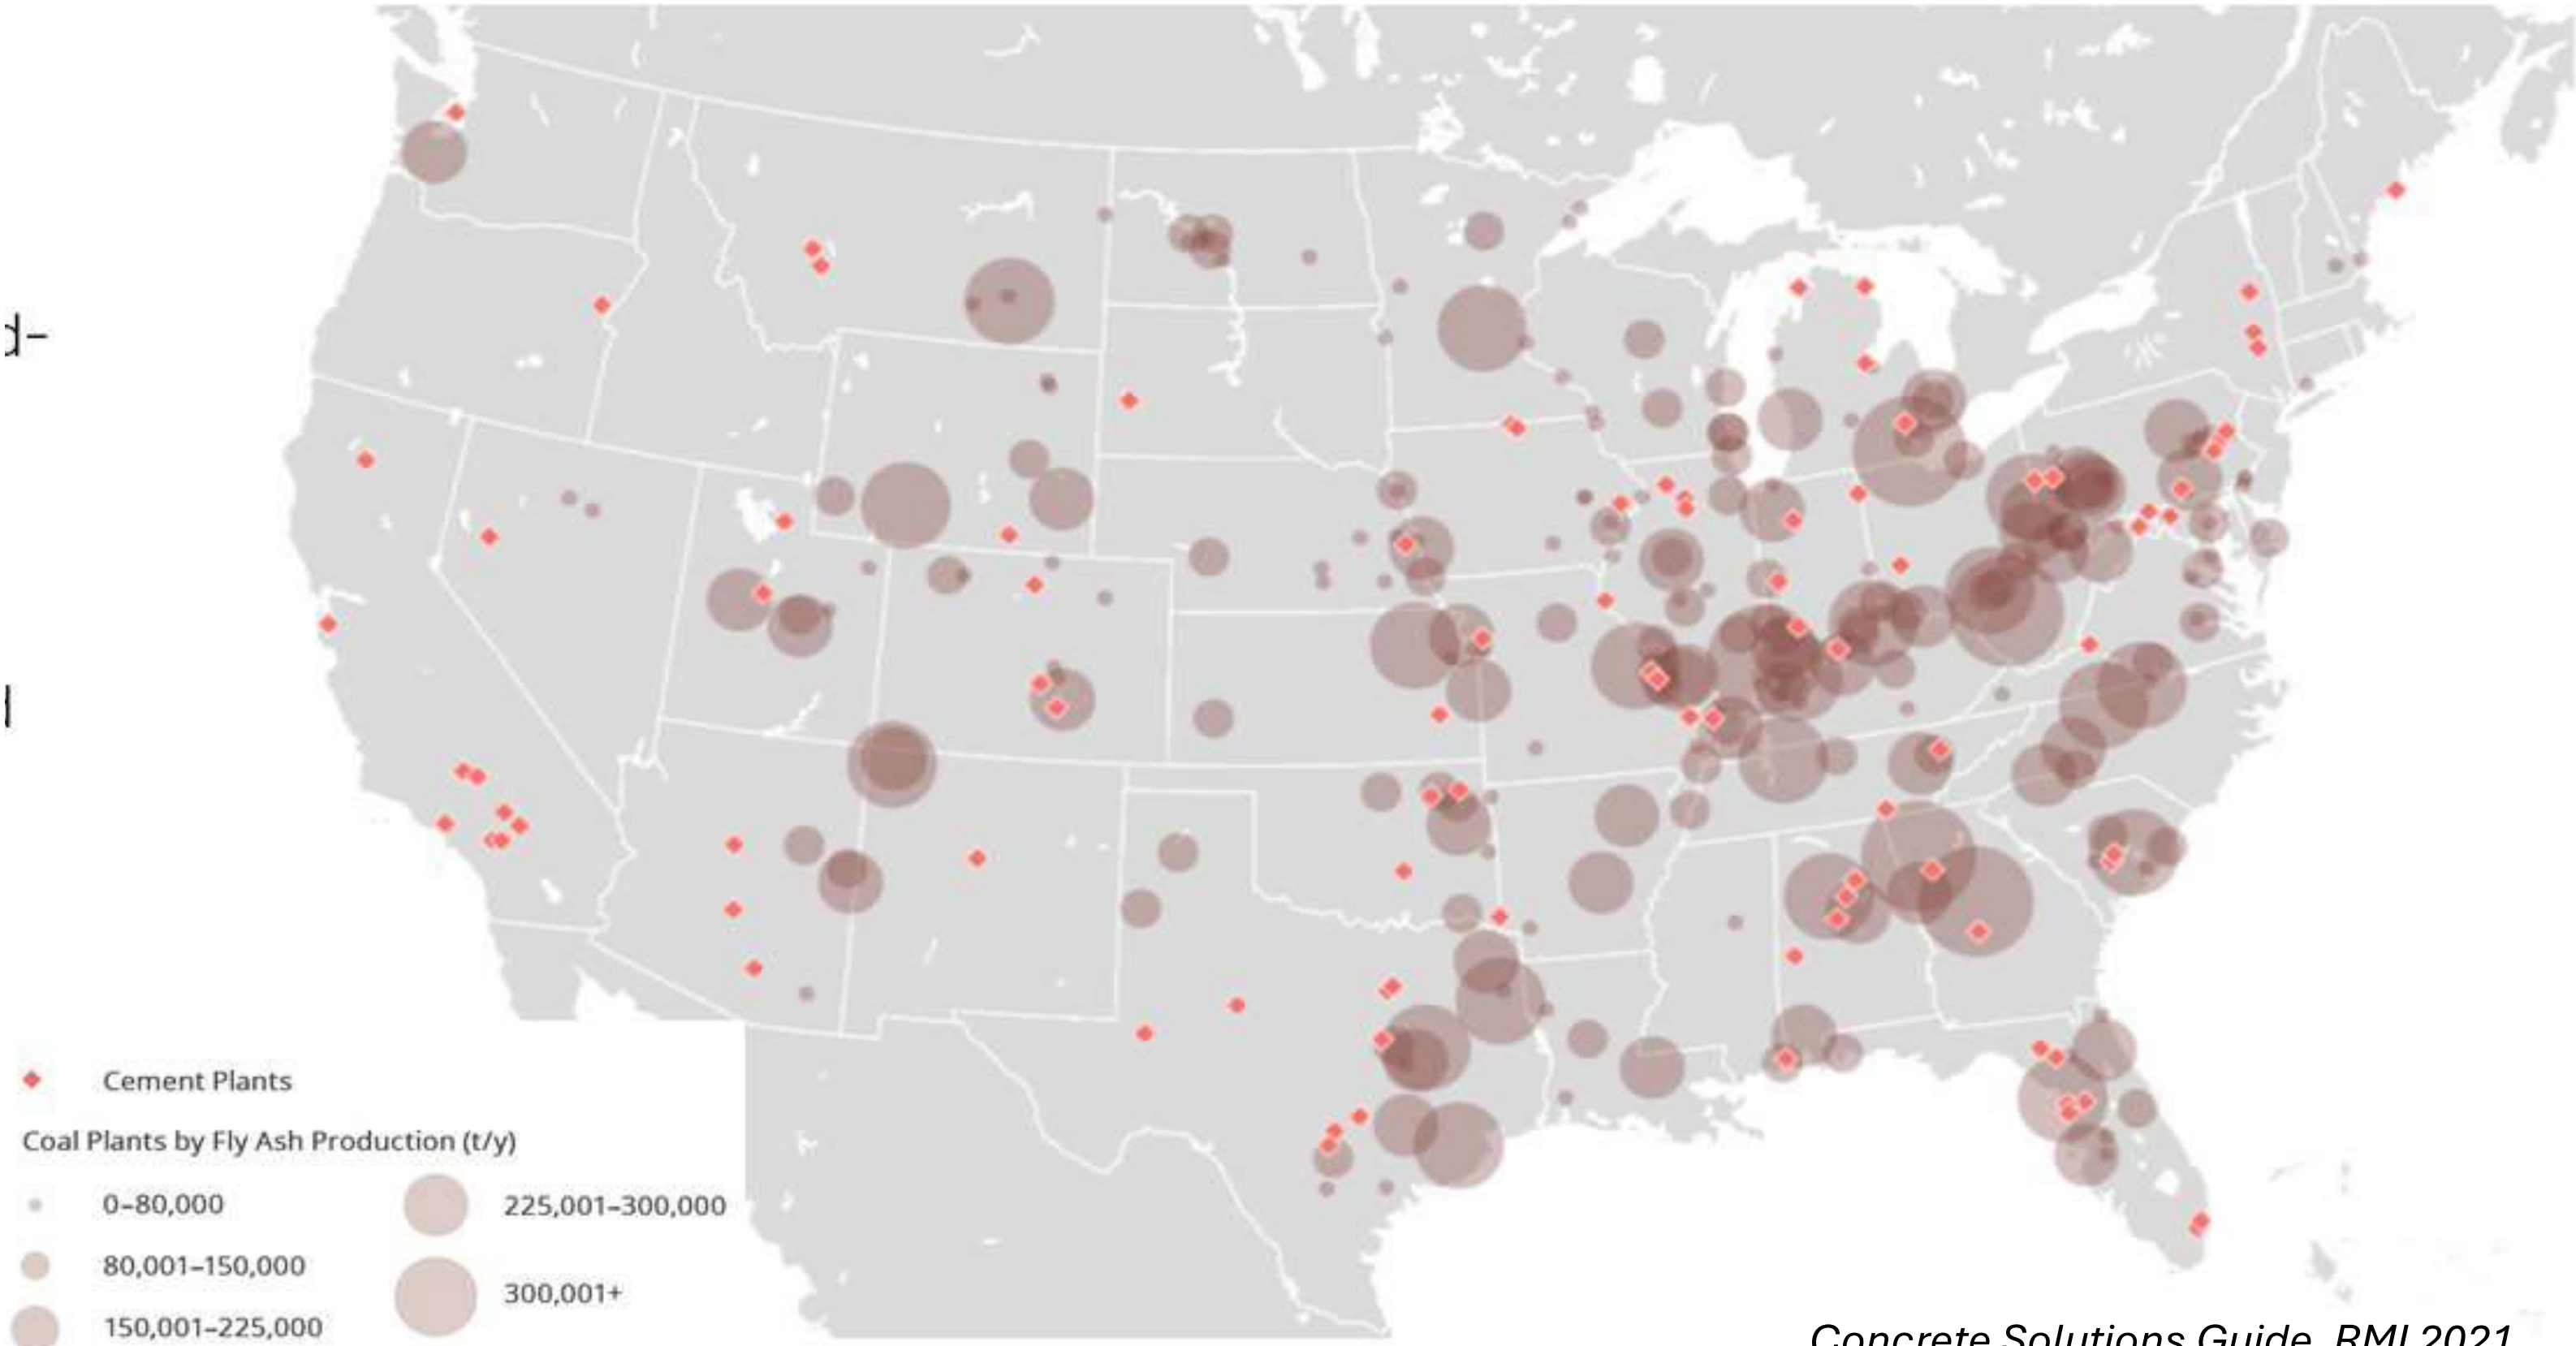 d-
Cement Plants
Coal Plants by Fly Ash Production (t/y)
0–80,000
80,001–150,000
150,001–225,000
225,001–300,000
300,001+
Concrete Solutions Guide, RMI 2021